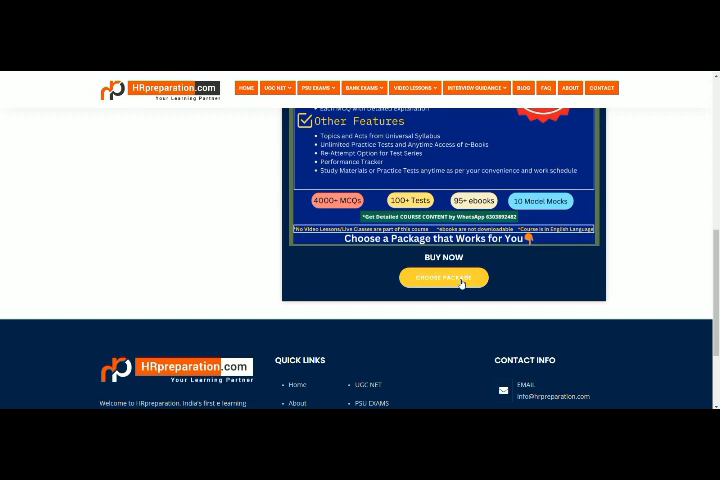 HRpreparation.com
Your Learning Partner
HOME UGC NET PSU EXAMS BANK EXAMS VIDEO LESSONS INTERVIEW GUIDANCE BLOG FAQ ABOUT CONTACT
Each MCQ with Detailed Explanation
Other Features
Topics and Acts from Universal Syllabus
Unlimited Practice Tests and Anytime Access of e-Books
Re-Attempt Option for Test Series
Performance Tracker
Study Materials or Practice Tests anytime as per your convenience and work schedule
4000+ MCQs 100+ Tests 95+ ebooks 10 Model Mocks
*Get Detailed COURSE CONTENT by WhatsApp 6303892482
*No Video Lessons/Live Classes are part of this course *ebooks are not downloadable *Course is in English Language
Choose a Package that Works for You
BUY NOW
CHOOSE PACKAGE
HRpreparation.com
Your Learning Partner
QUICK LINKS
CONTACT INFO
Home
UGC NET
EMAIL
info@hrpreparation.com
Welcome to HRpreparation. India's first e learning
About
PSU EXAMS